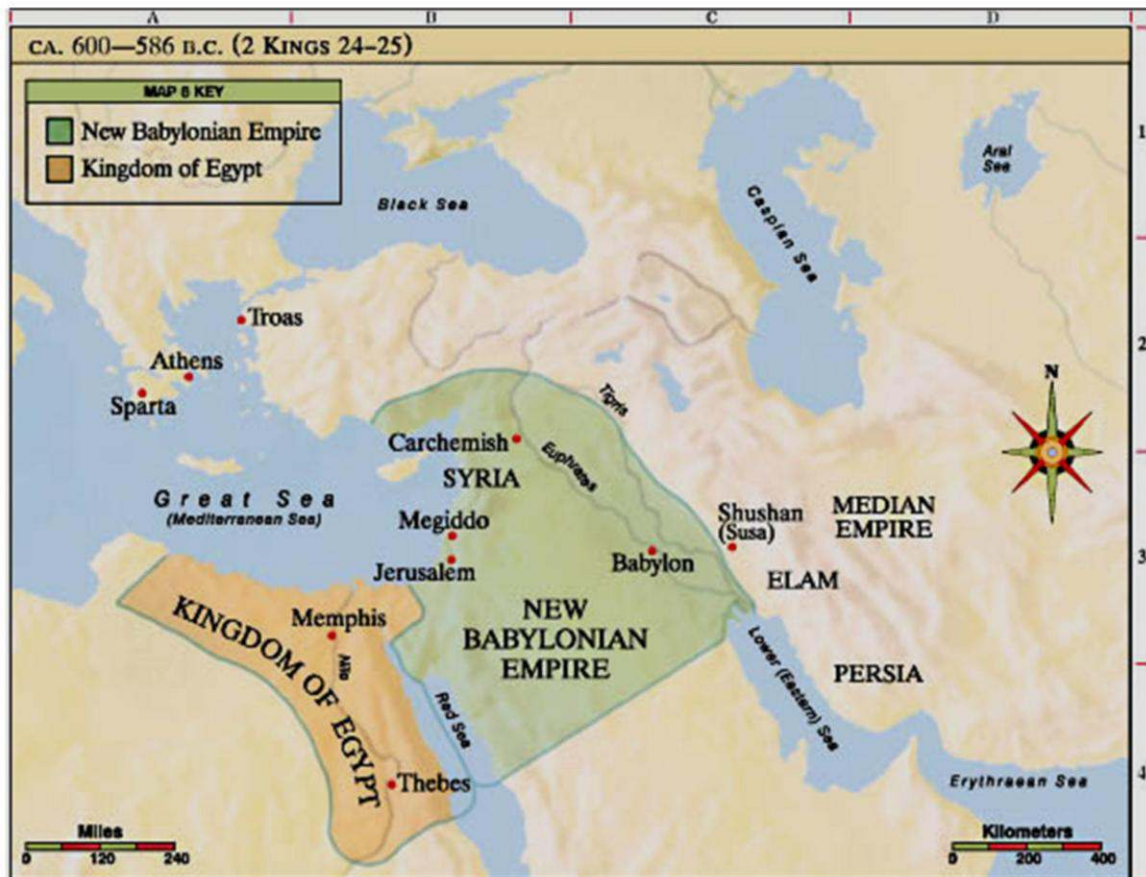 A B C D
CA. 600—586 B.C. (2 KINGS 24–25)
MAP 6 KEY
New Babylonian Empire
Kingdom of Egypt
1
Aral
Sea
Black Sea
Caspian Sea
Troas
2
Athens
Sparta
N
Tigris
Carchemish
Euphrates
SYRIA
Great Sea
(Mediterranean Sea)
Megiddo
Shushan
(Susa)
MEDIAN
EMPIRE
Jerusalem
Babylon
ELAM
3
KINGDOM OF EGYPT
Memphis
Nile
NEW
BABYLONIAN
EMPIRE
Lower (Eastern) Sea
PERSIA
Red Sea
Thebes
4
Erythraean Sea
Miles
0 120 240
Kilometers
0 200 400